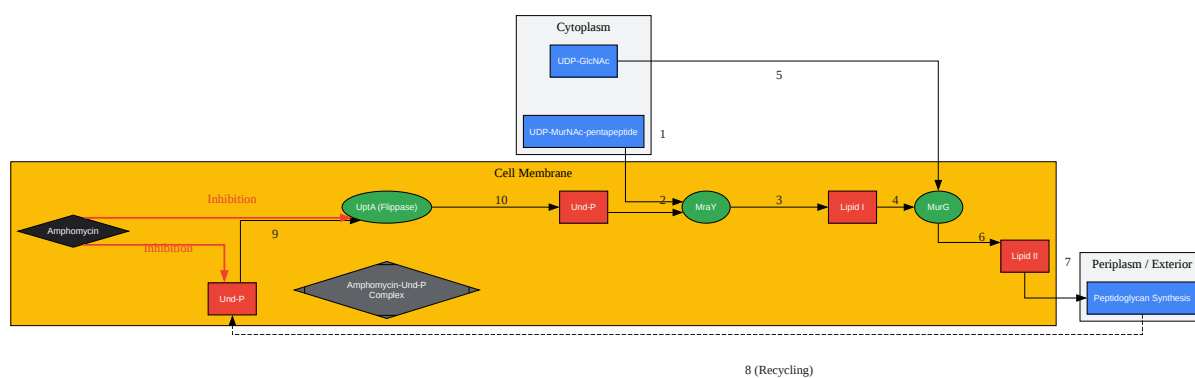 Cytoplasm
UDP-GlcNAc
5
UDP-MurNAc-pentapeptide
1
Cell Membrane
Inhibition
UptA (Flippase)
10
Und-P
2
MraY
3
Lipid I
4
MurG
Amphomycin
9
Inhibition
6
Lipid II
7
Periplasm / Exterior
Amphomycin-Und-P
Complex
Und-P
Peptidoglycan Synthesis
8 (Recycling)